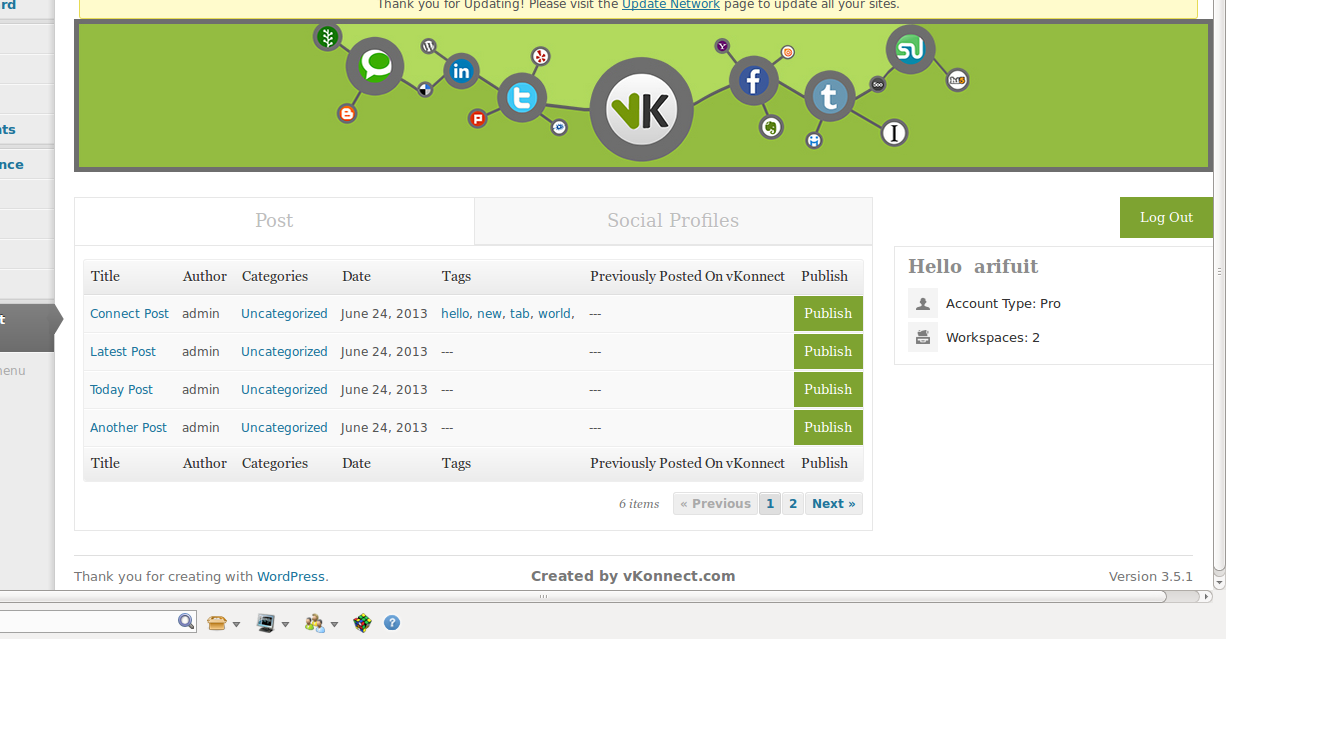 rd
Thank you for Updating! Please visit the Update Network page to update all your sites.
nts
nce
t
menu
in
VK
f
t
I
hi5
Post Social Profiles Log Out
Hello arifuit
Account Type: Pro
Workspaces: 2
Title Author Categories Date Tags Previously Posted On vKonnect Publish
Connect Post admin Uncategorized June 24, 2013 hello, new, tab, world, --- Publish
Latest Post admin Uncategorized June 24, 2013 --- --- Publish
Today Post admin Uncategorized June 24, 2013 --- --- Publish
Another Post admin Uncategorized June 24, 2013 --- --- Publish
Title Author Categories Date Tags Previously Posted On vKonnect Publish
6 items « Previous 1 2 Next »
Thank you for creating with WordPress. Created by vKonnect.com Version 3.5.1